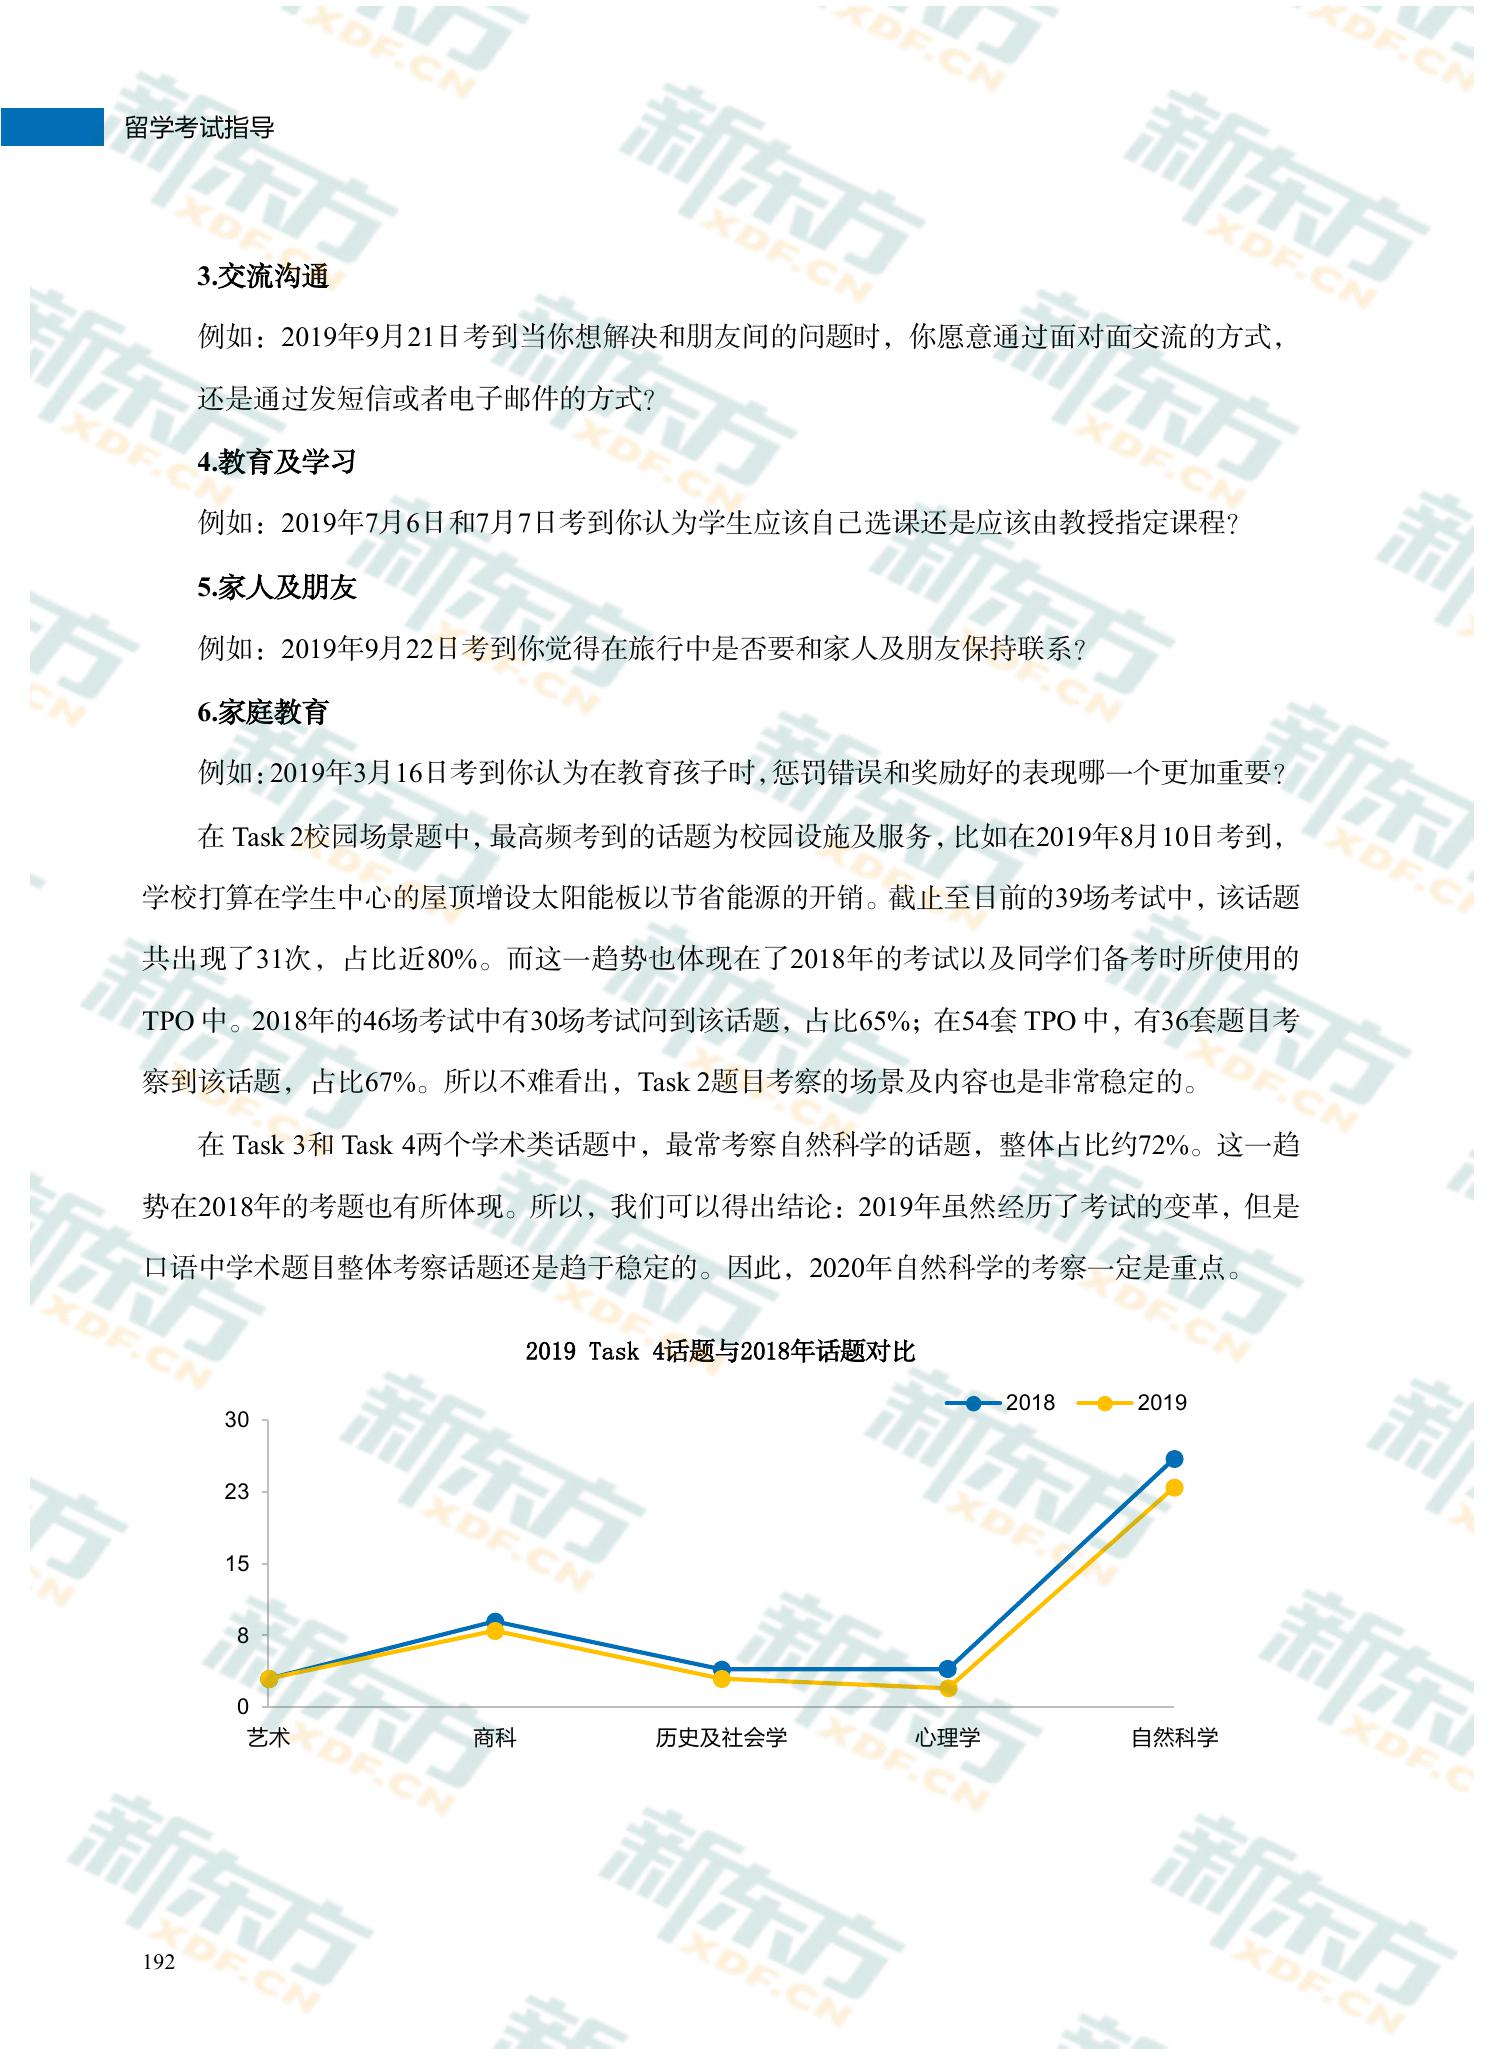 留学考试指导
3.交流沟通
例如：2019年9月21日考到当你想解决和朋友间的问题时，你愿意通过面对面交流的方式，
还是通过发短信或者电子邮件的方式？
4.教育及学习
例如：2019年7月6日和7月7日考到你认为学生应该自己选课还是应该由教授指定课程？
5.家人及朋友
例如：2019年9月22日考到你觉得在旅行中是否要和家人及朋友保持联系？
6.家庭教育
例如：2019年3月16日考到你认为在教育孩子时，惩罚错误和奖励好的表现哪一个更加重要？
在 Task 2校园场景题中，最高频考到的话题为校园设施及服务，比如在2019年8月10日考到，
学校打算在学生中心的屋顶增设太阳能板以节省能源的开销。截止至目前的39场考试中，该话题
共出现了31次，占比近80%。而这一趋势也体现在了2018年的考试以及同学们备考时所使用的
TPO 中。2018年的46场考试中有30场考试问到该话题，占比65%；在54套 TPO 中，有36套题目考
察到该话题，占比67%。所以不难看出，Task 2题目考察的场景及内容也是非常稳定的。
在 Task 3和 Task 4两个学术类话题中，最常考察自然科学的话题，整体占比约72%。这一趋
势在2018年的考题也有所体现。所以，我们可以得出结论：2019年虽然经历了考试的变革，但是
口语中学术题目整体考察话题还是趋于稳定的。因此，2020年自然科学的考察一定是重点。
2019 Task 4话题与2018年话题对比
2018 2019
30
23
15
8
0
艺术 商科 历史及社会学 心理学 自然科学
192
新东方 XDF.CN